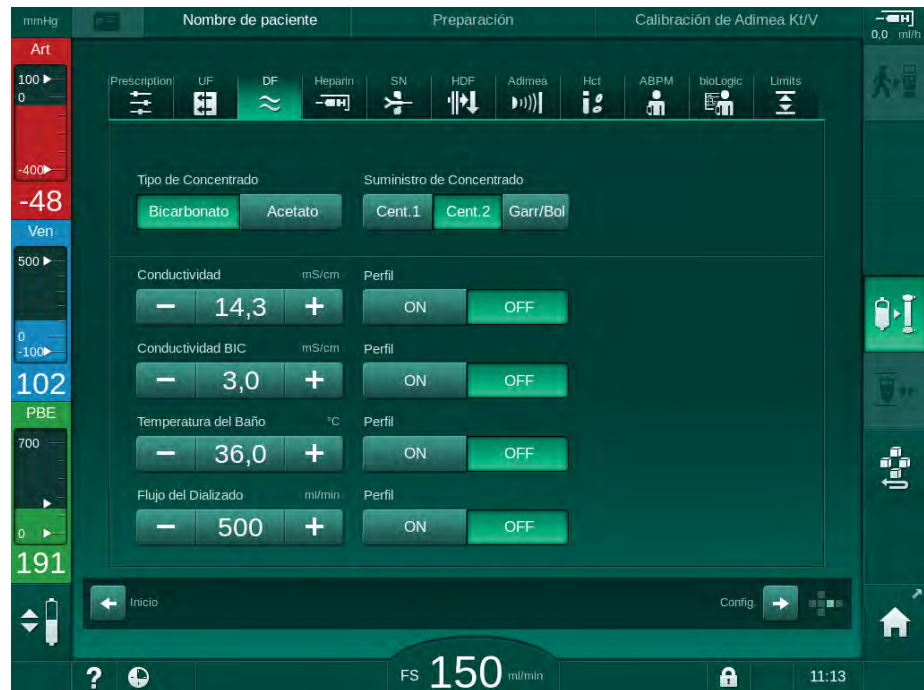 mmHg Nombre de paciente Preparación Calibración de Adimea Kt/V 0,0 ml/h
Art
100
0
-400
-48
Ven
500
0
-100
102
PBE
700
0
191
Prescription UF DF Heparin SN HDF Adimea Hct ABPM bioLogic Limits
Tipo de Concentrado Suministro de Concentrado
Bicarbonato Acetato Cent.1 Cent.2 Garr/Bol
Conductividad mS/cm Perfil
− 14,3 + ON OFF
Conductividad BIC mS/cm Perfil
− 3,0 + ON OFF
Temperatura del Baño °C Perfil
− 36,0 + ON OFF
Flujo del Dializado ml/min Perfil
− 500 + ON OFF
Inicio Config.
? FS 150 ml/min 11:13